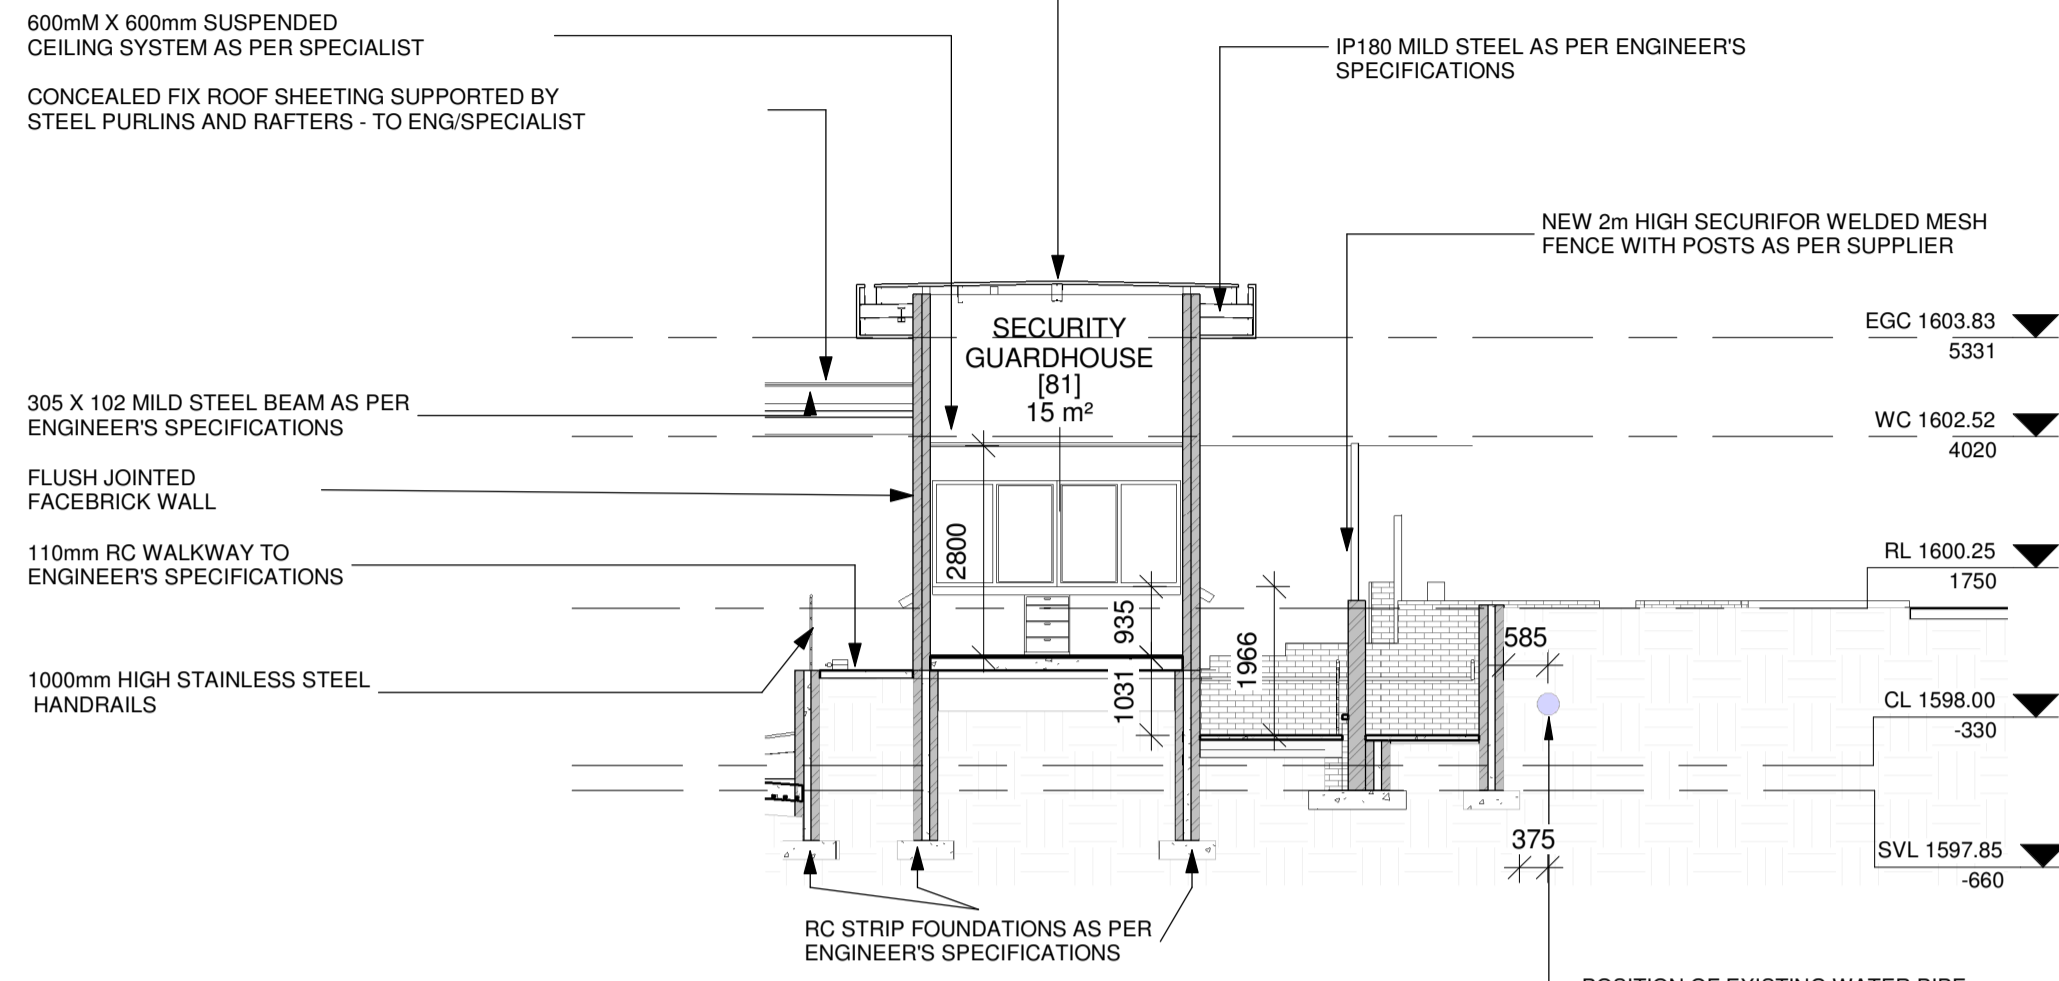 600mM X 600mm SUSPENDED
CEILING SYSTEM AS PER SPECIALIST
CONCEALED FIX ROOF SHEETING SUPPORTED BY
STEEL PURLINS AND RAFTERS - TO ENG/SPECIALIST
305 X 102 MILD STEEL BEAM AS PER
ENGINEER'S SPECIFICATIONS
FLUSH JOINTED
FACEBRICK WALL
110mm RC WALKWAY TO
ENGINEER'S SPECIFICATIONS
1000mm HIGH STAINLESS STEEL
HANDRAILS
IP180 MILD STEEL AS PER ENGINEER'S
SPECIFICATIONS
NEW 2m HIGH SECURIFOR WELDED MESH
FENCE WITH POSTS AS PER SUPPLIER
SECURITY
GUARDHOUSE
[81]
15 m²
2800
935
1031
1966
585
375
EGC 1603.83
5331
WC 1602.52
4020
RL 1600.25
1750
CL 1598.00
-330
SVL 1597.85
-660
RC STRIP FOUNDATIONS AS PER
ENGINEER'S SPECIFICATIONS
POSITION OF EXISTING WATER PIPE